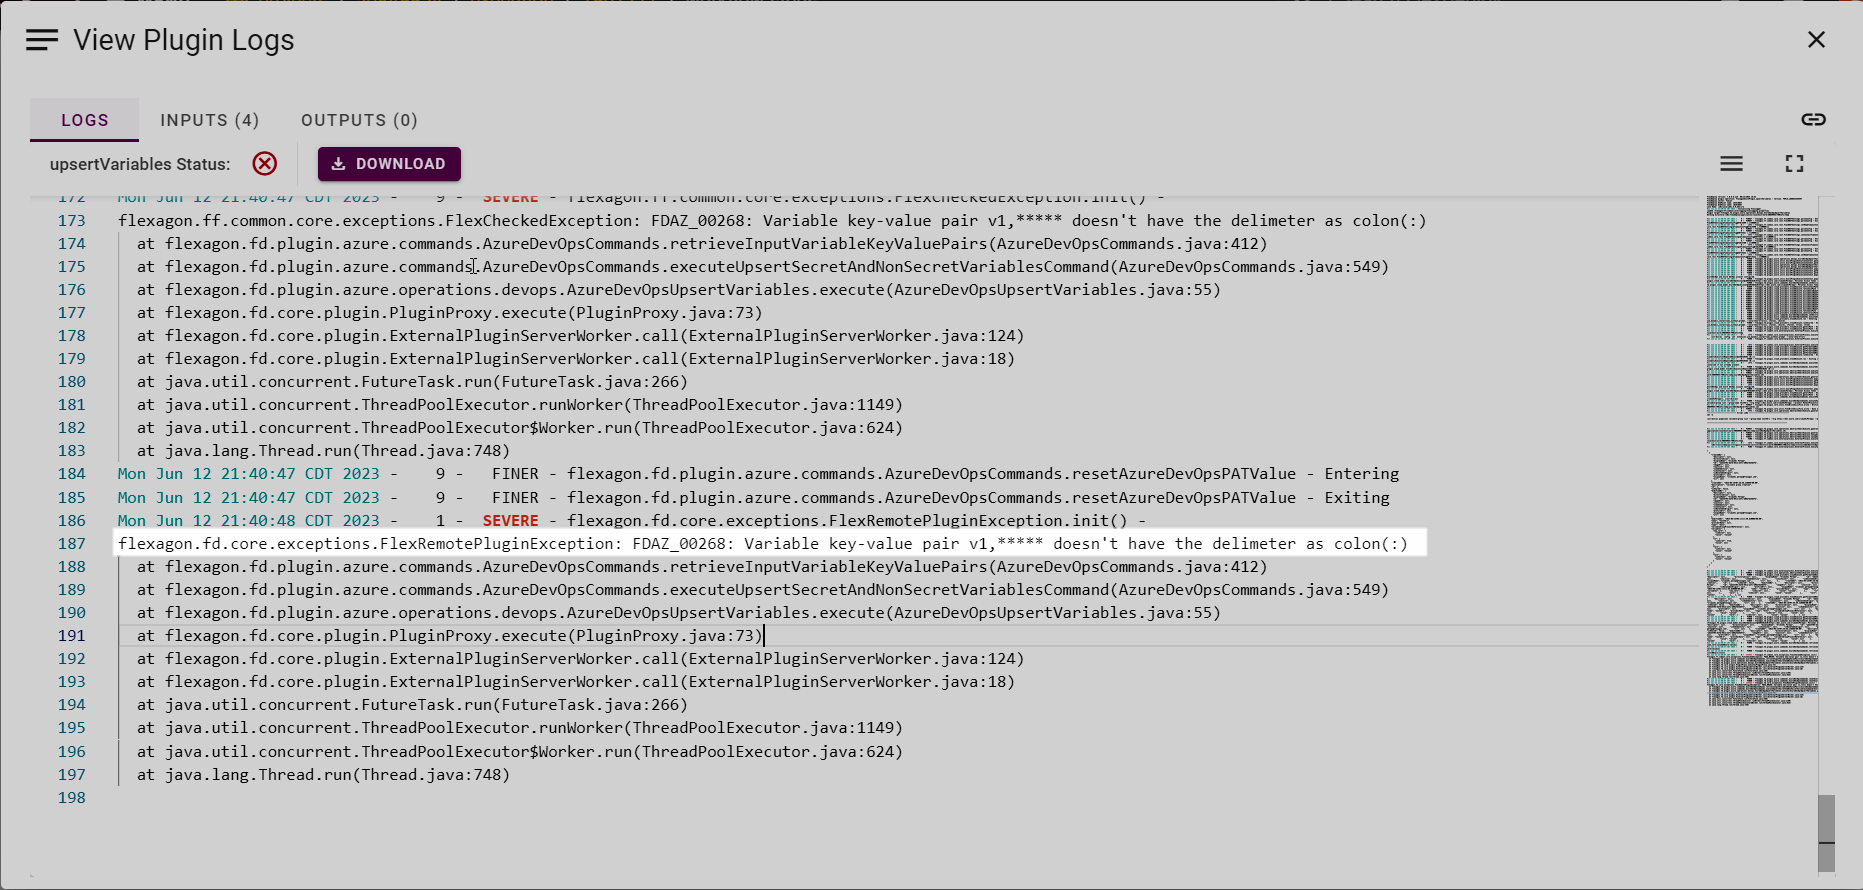 View Plugin Logs
LOGS INPUTS (4) OUTPUTS (0)
upsertVariables Status: DOWNLOAD
172 Mon Jun 12 21:40:47 CDT 2023 - 9 - SEVERE - flexagon.ff.common.core.exceptions.FlexCheckedException.init() -
173 flexagon.ff.common.core.exceptions.FlexCheckedException: FDAZ_00268: Variable key-value pair v1,***** doesn't have the delimeter as colon(:)
174 at flexagon.fd.plugin.azure.commands.AzureDevOpsCommands.retrieveInputVariableKeyValuePairs(AzureDevOpsCommands.java:412)
175 at flexagon.fd.plugin.azure.commands.AzureDevOpsCommands.executeUpsertSecretAndNonSecretVariablesCommand(AzureDevOpsCommands.java:549)
176 at flexagon.fd.plugin.azure.operations.devops.AzureDevOpsUpsertVariables.execute(AzureDevOpsUpsertVariables.java:55)
177 at flexagon.fd.core.plugin.PluginProxy.execute(PluginProxy.java:73)
178 at flexagon.fd.core.plugin.ExternalPluginServerWorker.call(ExternalPluginServerWorker.java:124)
179 at flexagon.fd.core.plugin.ExternalPluginServerWorker.call(ExternalPluginServerWorker.java:18)
180 at java.util.concurrent.FutureTask.run(FutureTask.java:266)
181 at java.util.concurrent.ThreadPoolExecutor.runWorker(ThreadPoolExecutor.java:1149)
182 at java.util.concurrent.ThreadPoolExecutor$Worker.run(ThreadPoolExecutor.java:624)
183 at java.lang.Thread.run(Thread.java:748)
184 Mon Jun 12 21:40:47 CDT 2023 - 9 - FINER - flexagon.fd.plugin.azure.commands.AzureDevOpsCommands.resetAzureDevOpsPATValue - Entering
185 Mon Jun 12 21:40:47 CDT 2023 - 9 - FINER - flexagon.fd.plugin.azure.commands.AzureDevOpsCommands.resetAzureDevOpsPATValue - Exiting
186 Mon Jun 12 21:40:48 CDT 2023 - 1 - SEVERE - flexagon.fd.core.exceptions.FlexRemotePluginException.init() -
187 flexagon.fd.core.exceptions.FlexRemotePluginException: FDAZ_00268: Variable key-value pair v1,***** doesn't have the delimeter as colon(:)
188 at flexagon.fd.plugin.azure.commands.AzureDevOpsCommands.retrieveInputVariableKeyValuePairs(AzureDevOpsCommands.java:412)
189 at flexagon.fd.plugin.azure.commands.AzureDevOpsCommands.executeUpsertSecretAndNonSecretVariablesCommand(AzureDevOpsCommands.java:549)
190 at flexagon.fd.plugin.azure.operations.devops.AzureDevOpsUpsertVariables.execute(AzureDevOpsUpsertVariables.java:55)
191 at flexagon.fd.core.plugin.PluginProxy.execute(PluginProxy.java:73)
192 at flexagon.fd.core.plugin.ExternalPluginServerWorker.call(ExternalPluginServerWorker.java:124)
193 at flexagon.fd.core.plugin.ExternalPluginServerWorker.call(ExternalPluginServerWorker.java:18)
194 at java.util.concurrent.FutureTask.run(FutureTask.java:266)
195 at java.util.concurrent.ThreadPoolExecutor.runWorker(ThreadPoolExecutor.java:1149)
196 at java.util.concurrent.ThreadPoolExecutor$Worker.run(ThreadPoolExecutor.java:624)
197 at java.lang.Thread.run(Thread.java:748)
198